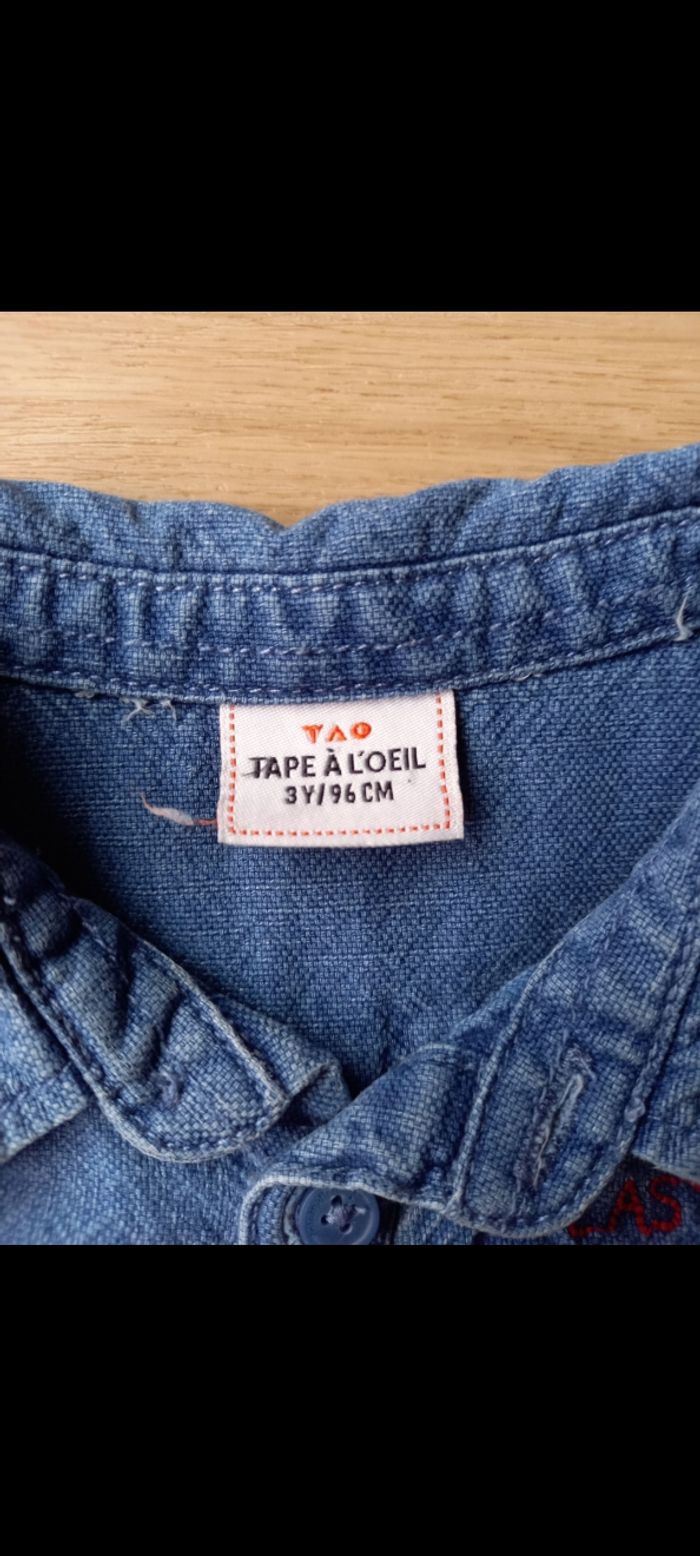 TAO
TAPE À L'OEIL
3Y/96CM